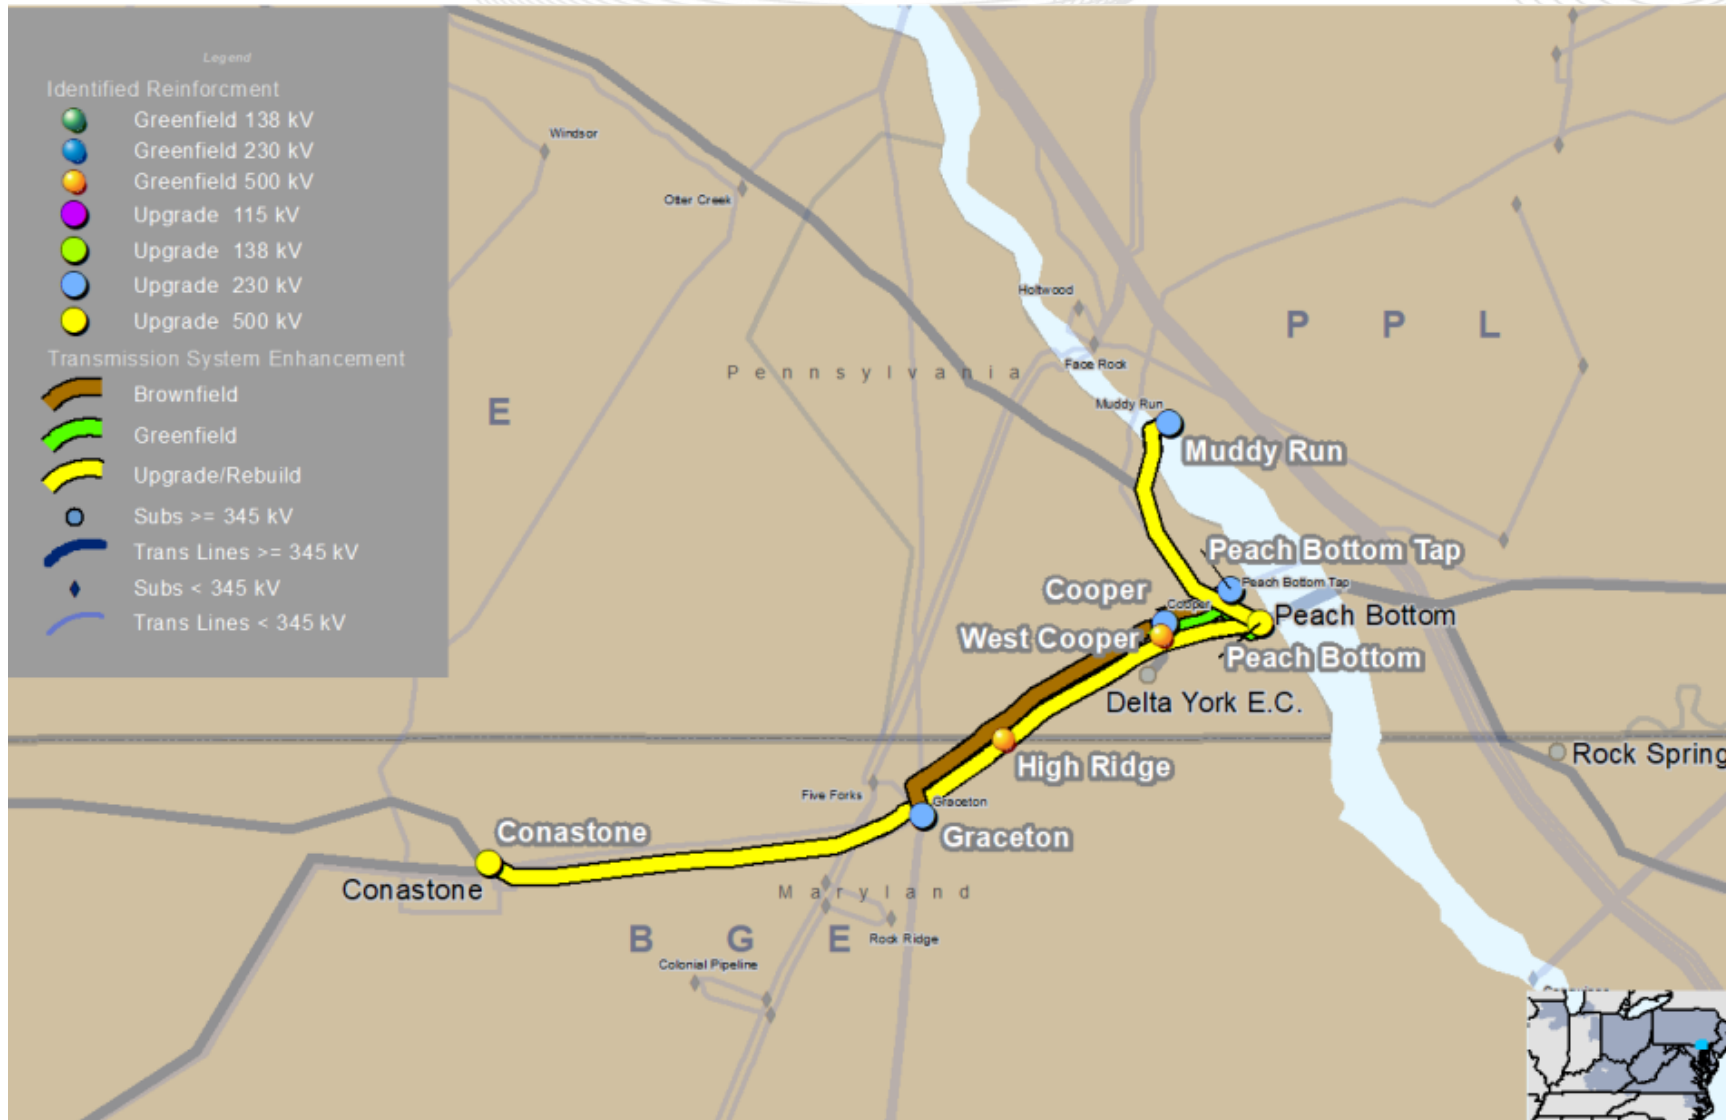 Legend
Identified Reinforcment
Greenfield 138 kV
Greenfield 230 kV
Greenfield 500 kV
Upgrade 115 kV
Upgrade 138 kV
Upgrade 230 kV
Upgrade 500 kV
Transmission System Enhancement
Brownfield
Greenfield
Upgrade/Rebuild
Subs >= 345 kV
Trans Lines >= 345 kV
Subs < 345 kV
Trans Lines < 345 kV
Windsor
Otter Creek
Holtwood
P P L
Face Rock
Pennsylvania
E
Muddy Run
Muddy Run
Peach Bottom Tap
Peach Bottom Tap
Cooper
Cooper
Peach Bottom
West Cooper
Peach Bottom
Delta York E.C.
Rock Spring
High Ridge
Five Forks
Graceton
Conastone
Graceton
Conastone
Maryland
B G E
Rock Ridge
Colonial Pipeline